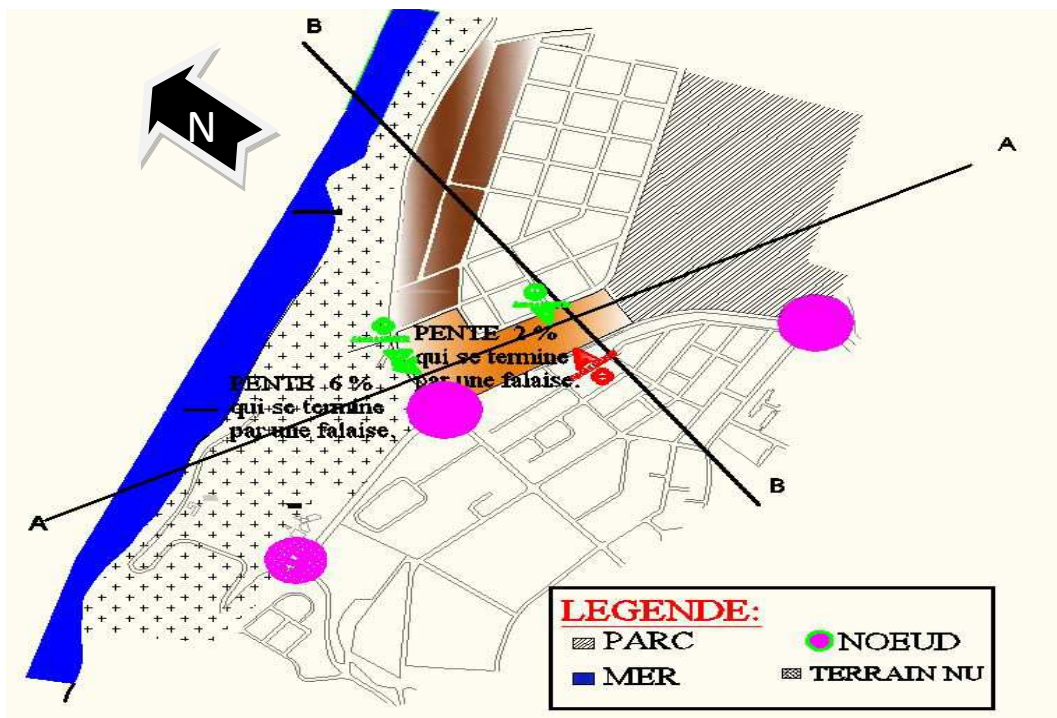 B
N
A
PENTE 2 %
qui se termine
par une falaise.
PENTE 6 %
qui se termine
par une falaise.
B
A
LEGENDE:
PARC
NOEUD
MER
TERRAIN NU